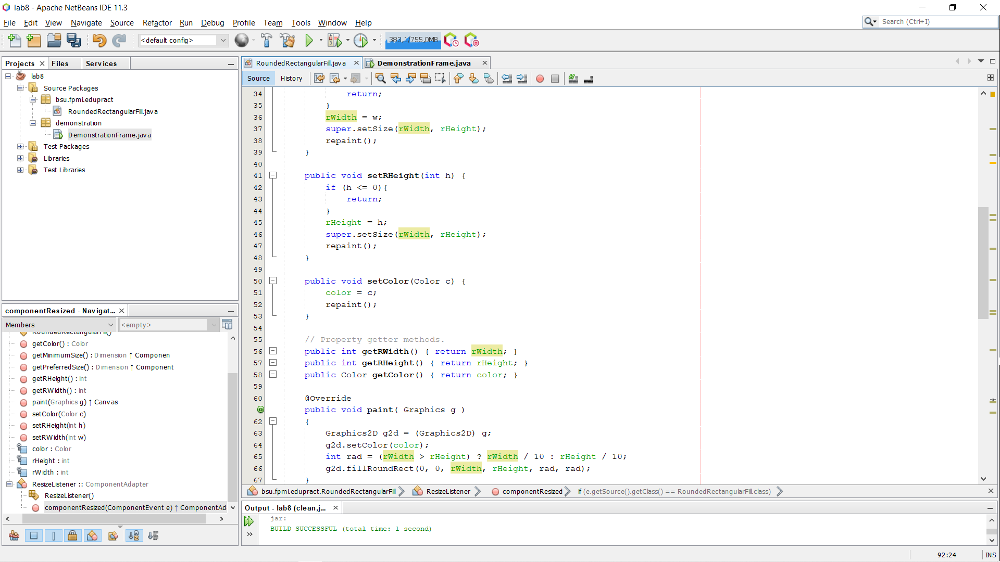 lab8 - Apache NetBeans IDE 11.3
File Edit View Navigate Source Refactor Run Debug Profile Team Tools Window Help
Search (Ctrl+I)
<default config>
383,1/755,0MB
Projects Files Services
lab8
Source Packages
bsu.fpmi.edupract
RoundedRectangularFill.java
demonstration
DemonstrationFrame.java
Test Packages
Libraries
Test Libraries
componentResized - Navigat...
Members
<empty>
RoundedRectangularFill()
getColor() : Color
getMinimumSize() : Dimension ↑ Componen
getPreferredSize() : Dimension ↑ Component
getRHeight() : int
getRWidth() : int
paint(Graphics g) ↑ Canvas
setColor(Color c)
setRHeight(int h)
setRWidth(int w)
color : Color
rHeight : int
rWidth : int
ResizeListener :: ComponentAdapter
ResizeListener()
componentResized(ComponentEvent e) ↑ ComponentAd
RoundedRectangularFill.java DemonstrationFrame.java
Source History
34 return;
35 }
36 rWidth = w;
37 super.setSize(rWidth, rHeight);
38 repaint();
39 }
40
41 public void setRHeight(int h) {
42 if (h <= 0){
43 return;
44 }
45 rHeight = h;
46 super.setSize(rWidth, rHeight);
47 repaint();
48 }
49
50 public void setColor(Color c) {
51 color = c;
52 repaint();
53 }
54
55 // Property getter methods.
56 public int getRWidth() { return rWidth; }
57 public int getRHeight() { return rHeight; }
58 public Color getColor() { return color; }
59
60 @Override
public void paint( Graphics g )
62 {
63 Graphics2D g2d = (Graphics2D) g;
64 g2d.setColor(color);
65 int rad = (rWidth > rHeight) ? rWidth / 10 : rHeight / 10;
66 g2d.fillRoundRect(0, 0, rWidth, rHeight, rad, rad);
67 }
bsu.fpmi.edupract.RoundedRectangularFill ResizeListener componentResized if (e.getSource().getClass() == RoundedRectangularFill.class)
Output - lab8 (clean,j...
jar:
BUILD SUCCESSFUL (total time: 1 second)
92:24 INS